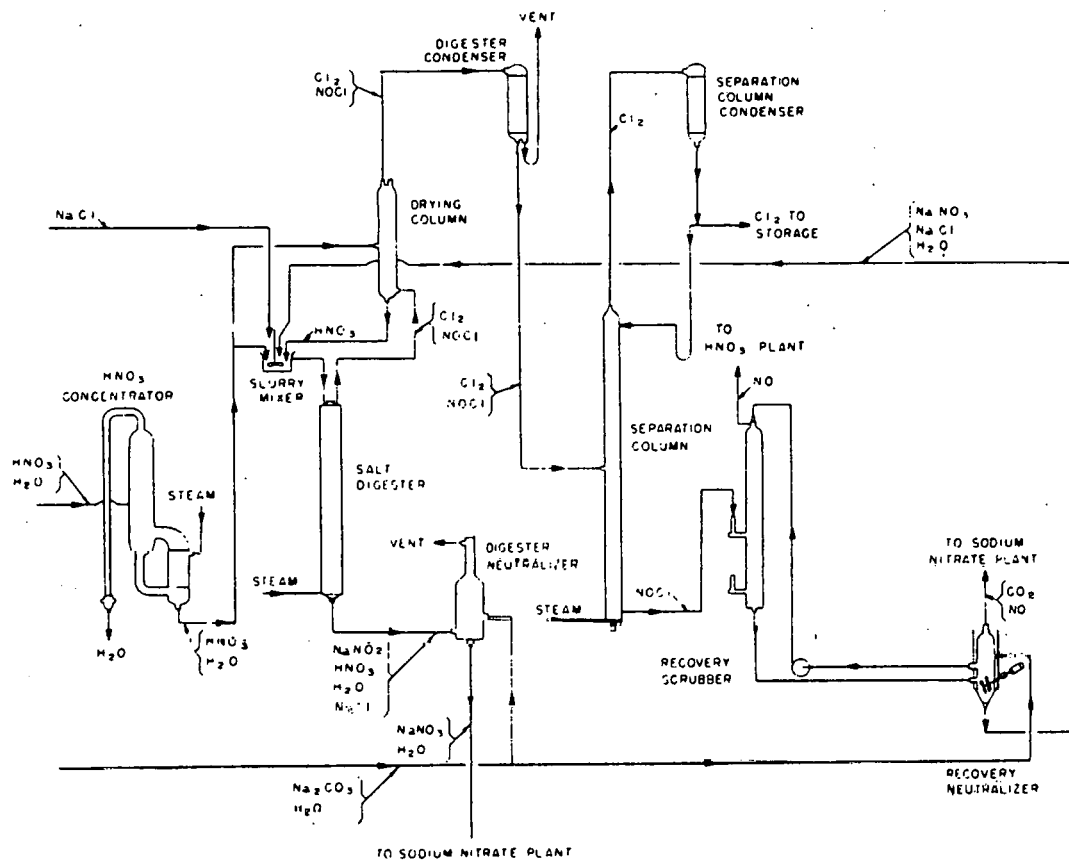 VENT
DIGESTER
CONDENSER
Cl2
NOCl
SEPARATION
COLUMN
CONDENSER
Cl2
DRYING
COLUMN
NaCl
Cl2 TO
STORAGE
NaNO3
NaCl
H2O
HNO3
Cl2
NOCl
TO
HNO3 PLANT
NO
SLURRY
MIXER
HNO3
CONCENTRATOR
Cl2
NOCl
SEPARATION
COLUMN
HNO3
H2O
STEAM
SALT
DIGESTER
VENT
DIGESTER
NEUTRALIZER
TO SODIUM
NITRATE PLANT
CO2
NO
STEAM
STEAM
NOCl
H2O
HNO3
H2O
NaNO2
HNO3
H2O
NaCl
RECOVERY
SCRUBBER
NaNO3
H2O
Na2CO3
H2O
RECOVERY
NEUTRALIZER
TO SODIUM NITRATE PLANT